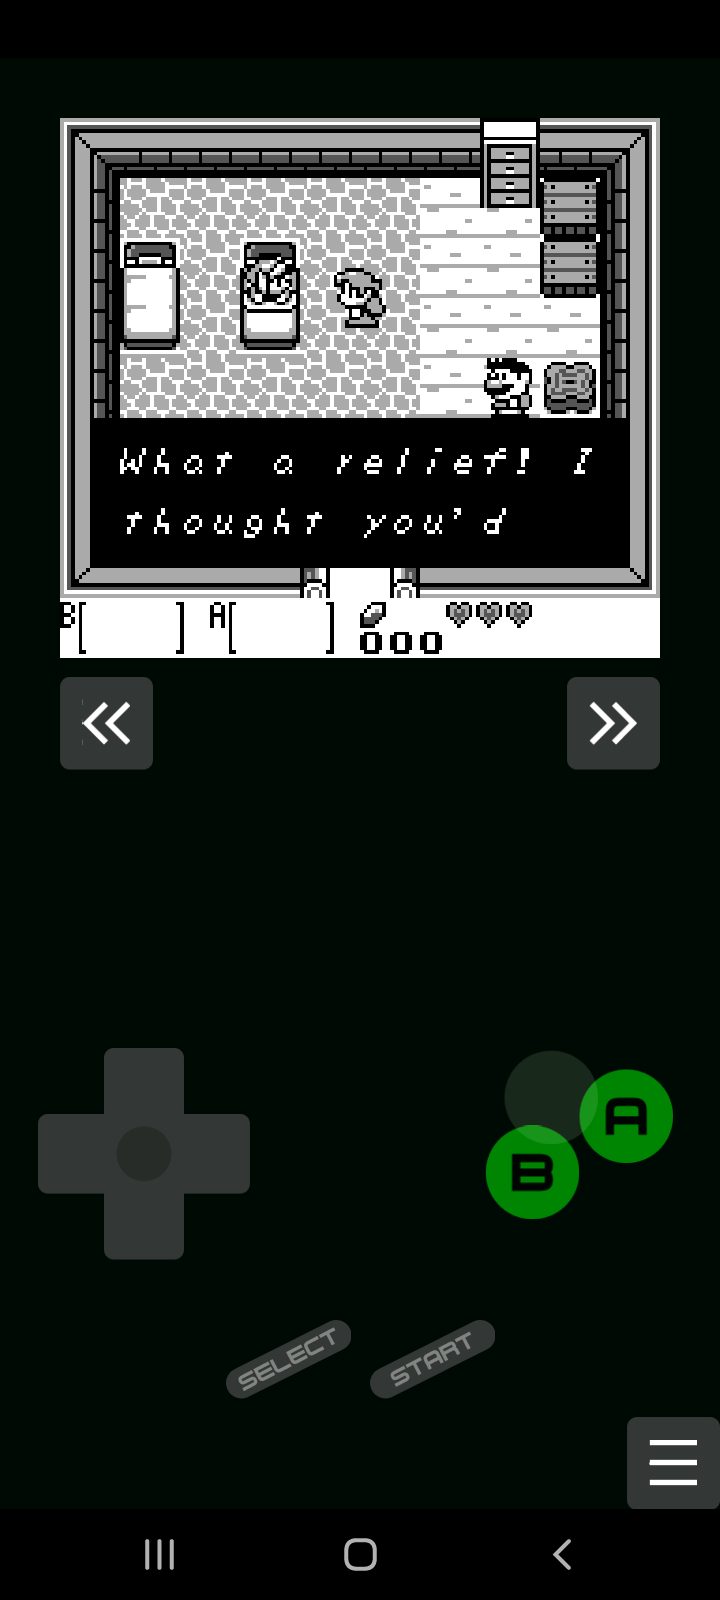 What a relief! I
thought you'd
B[ ] A[ ]
000
A
B
SELECT START